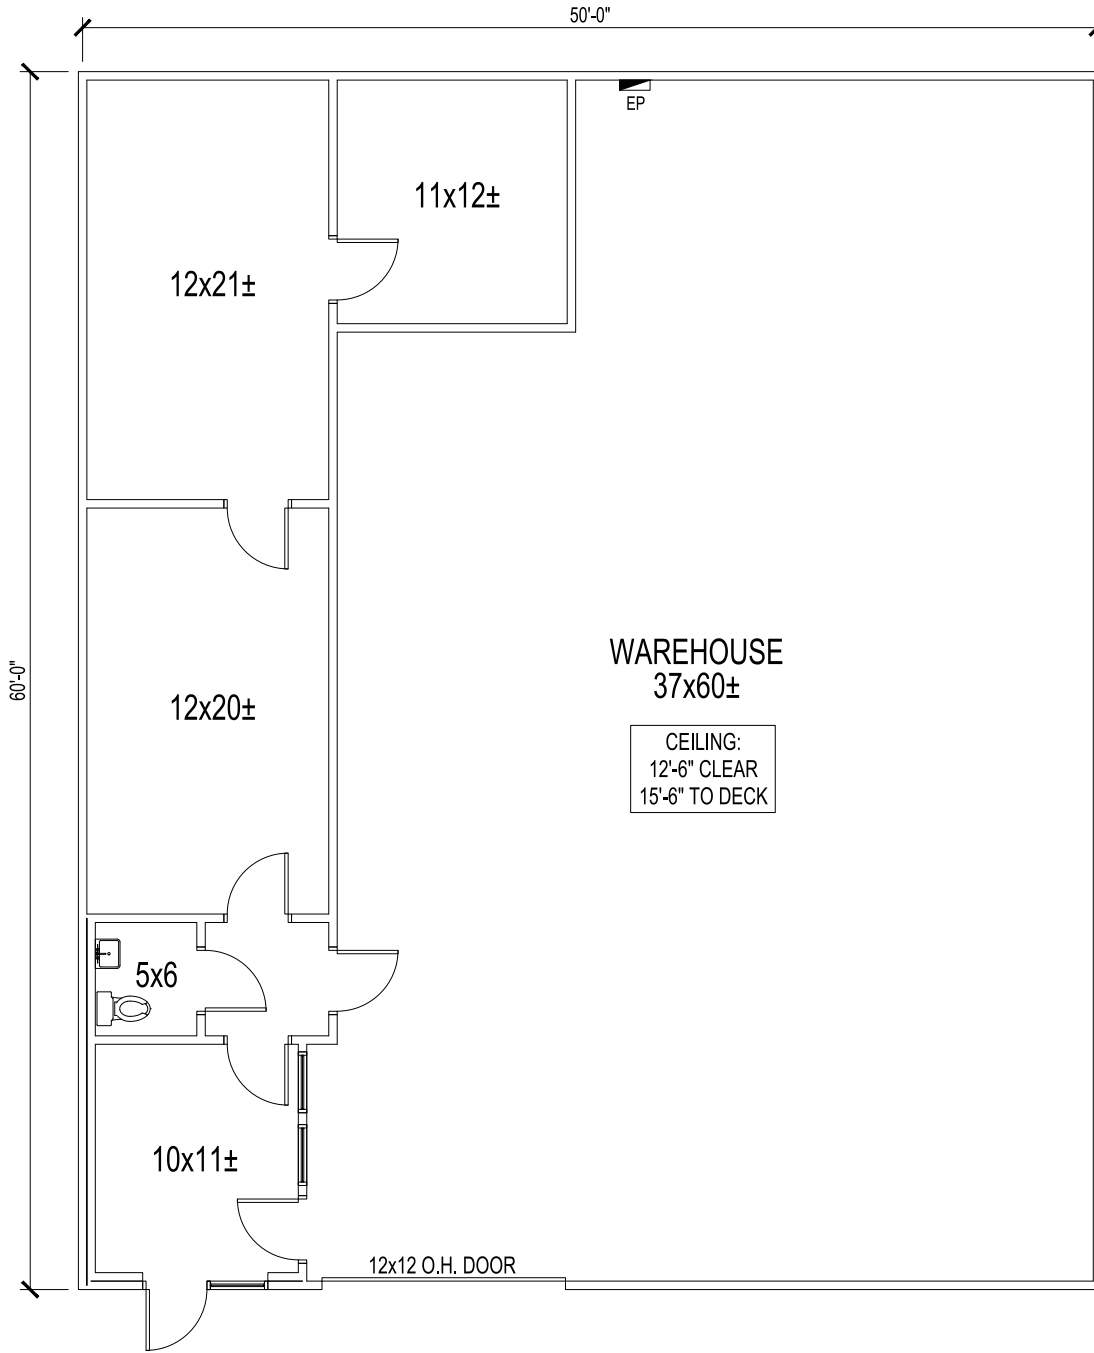 50'-0"
EP
11x12±
12x21±
WAREHOUSE
37x60±
60'-0"
12x20±
CEILING:
12'-6" CLEAR
15'-6" TO DECK
5x6
10x11±
12x12 O.H. DOOR